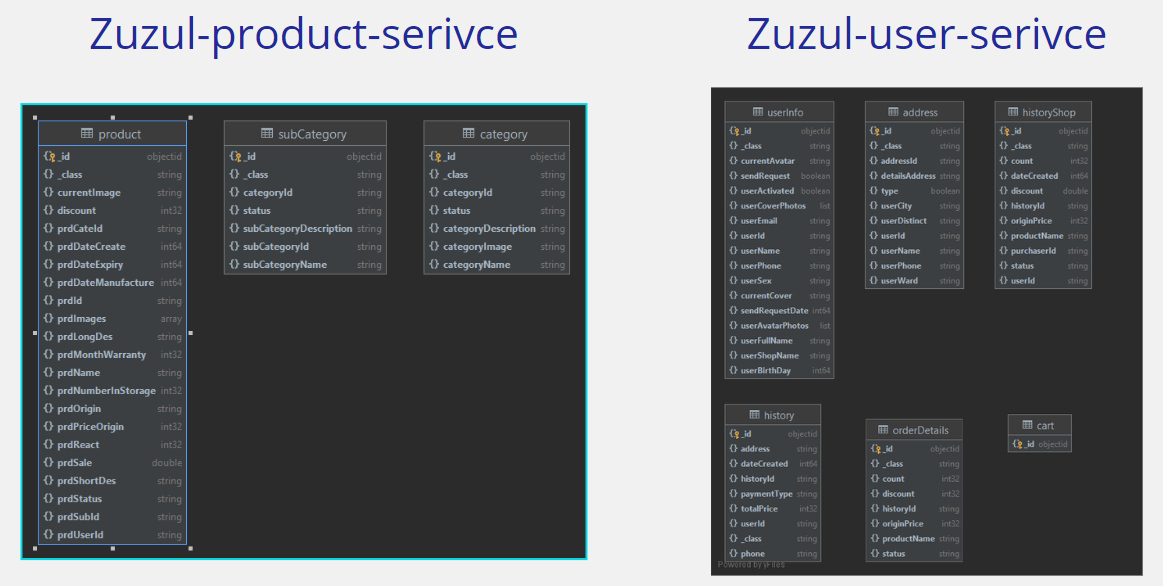 Zuzul-product-serivce
Zuzul-user-serivce
product
_id objectid
_class string
currentImage string
discount int32
prdCateId string
prdDateCreate int64
prdDateExpiry int64
prdDateManufacture int64
prdId string
prdImages array
prdLongDes string
prdMonthWarranty int32
prdName string
prdNumberInStorage int32
prdOrigin string
prdPriceOrigin int32
prdReact int32
prdSale double
prdShortDes string
prdStatus string
prdSubId string
prdUserId string
subCategory
_id objectid
_class string
categoryId string
status string
subCategoryDescription string
subCategoryId string
subCategoryName string
category
_id objectid
_class string
categoryId string
status string
categoryDescription string
categoryImage string
categoryName string
userInfo
_id objectid
_class string
currentAvatar string
sendRequest boolean
userActivated boolean
userCoverPhotos list
userEmail string
userId string
userName string
userPhone string
userSex string
currentCover string
sendRequestDate int64
userAvatarPhotos list
userFullName string
userShopName string
userBirthDay int64
address
_id objectid
_class string
addressId string
detailsAddress string
type boolean
userCity string
userDistinct string
userId string
userName string
userPhone string
userWard string
historyShop
_id objectid
_class string
count int32
dateCreated int64
discount double
historyId string
originPrice int32
productName string
purchaserId string
status string
userId string
history
_id objectid
address string
dateCreated int64
historyId string
paymentType string
totalPrice int32
userId string
_class string
phone string
orderDetails
_id objectid
_class string
count int32
discount int32
historyId string
originPrice int32
productName string
status string
cart
_id objectid
Powered by yFiles